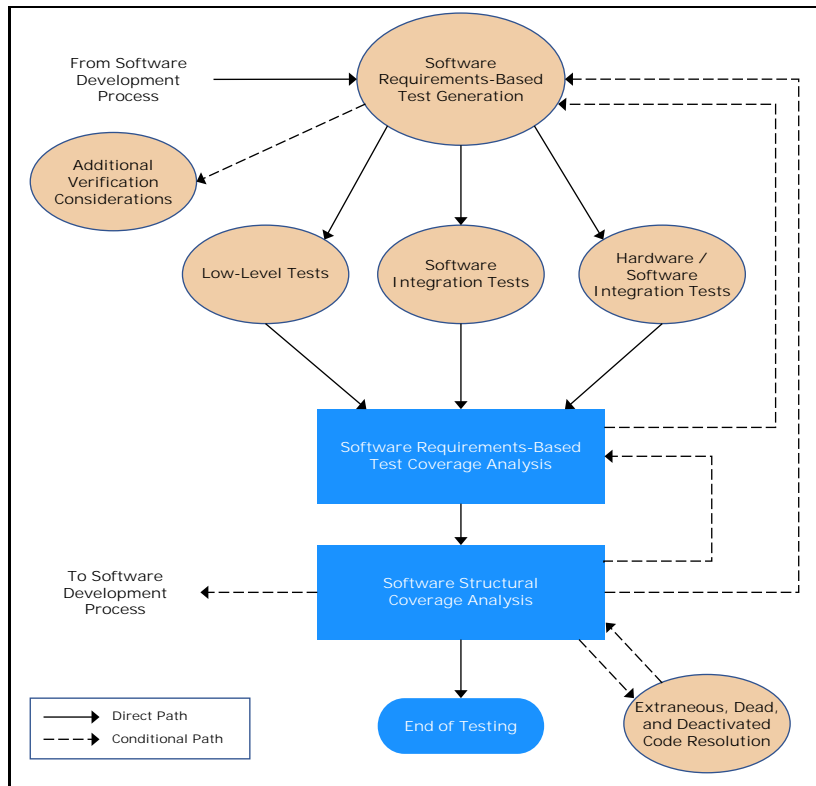 From Software
Development
Process
Software
Requirements-Based
Test Generation
Additional
Verification
Considerations
Low-Level Tests
Software
Integration Tests
Hardware /
Software
Integration Tests
Software Requirements-Based
Test Coverage Analysis
To Software
Development
Process
Software Structural
Coverage Analysis
End of Testing
Extraneous, Dead,
and Deactivated
Code Resolution
Direct Path
Conditional Path